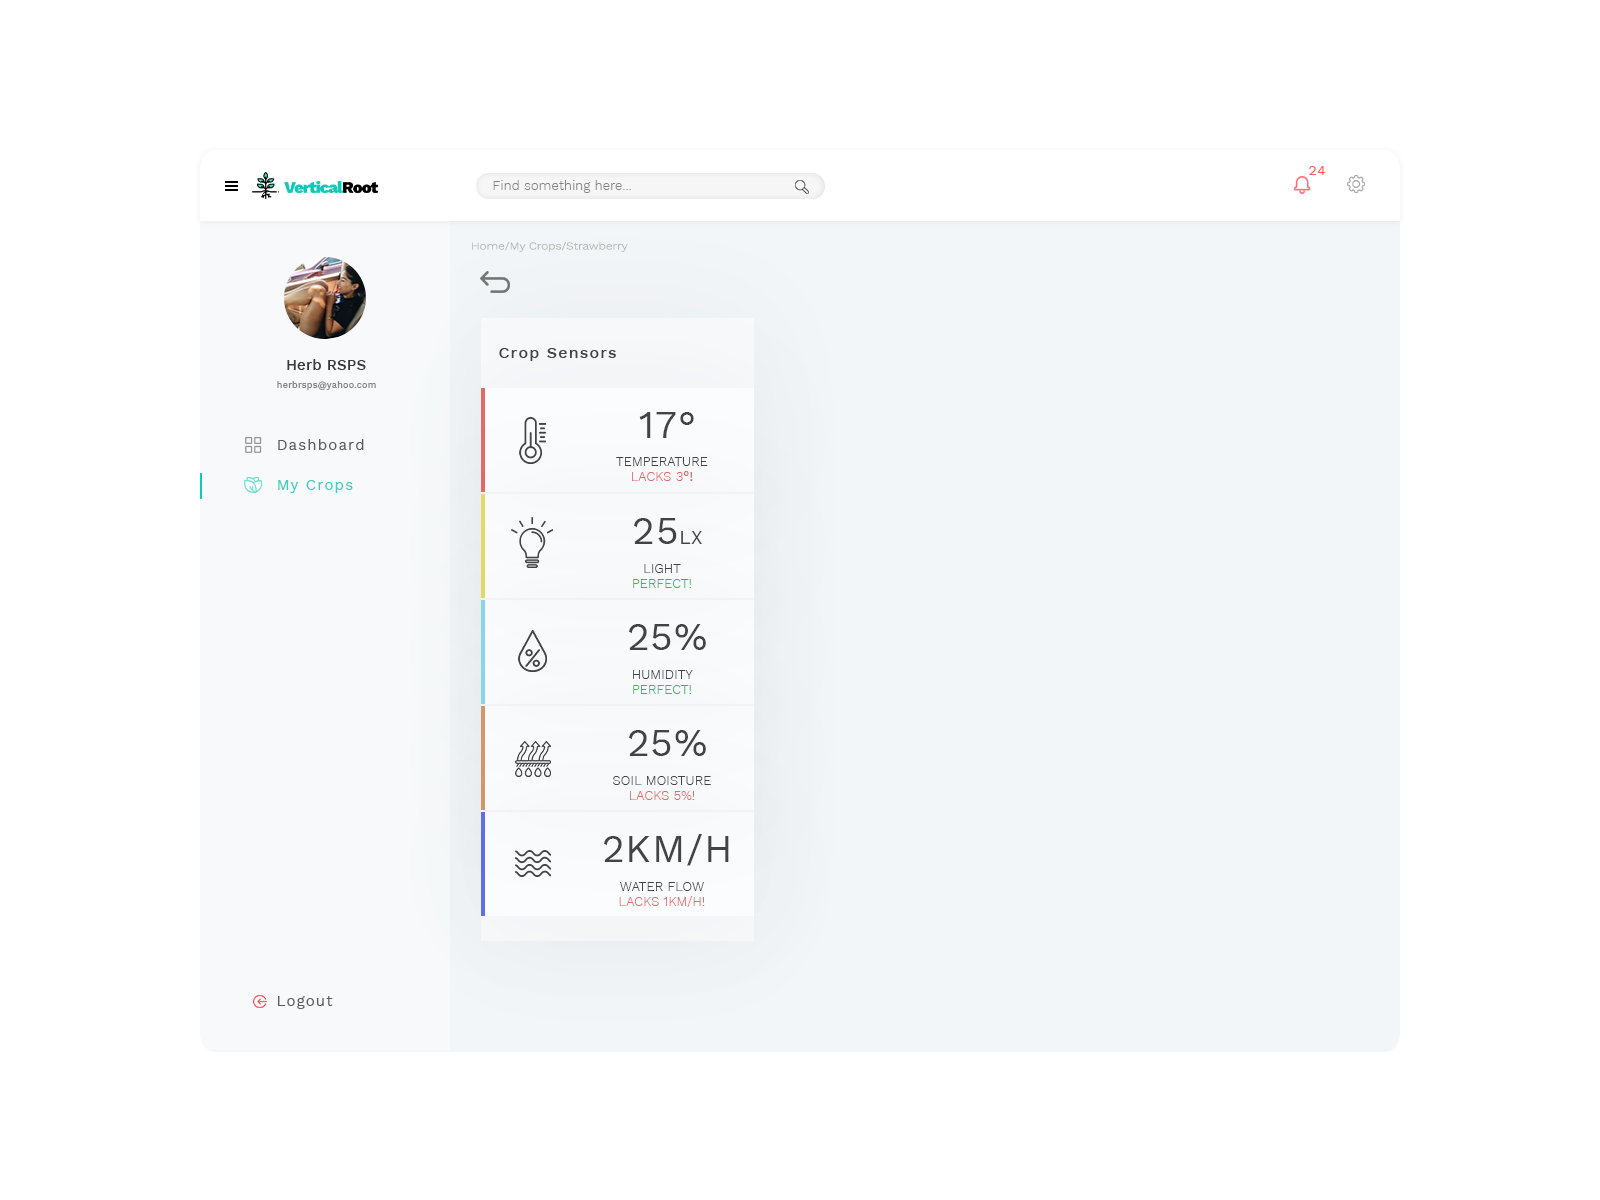 VerticalRoot
Find something here...
24
Home/My Crops/Strawberry
Herb RSPS
herbrsps@yahoo.com
Dashboard
My Crops
Logout
Crop Sensors
17°
TEMPERATURE
LACKS 3°!
25LX
LIGHT
PERFECT!
25%
HUMIDITY
PERFECT!
25%
SOIL MOISTURE
LACKS 5%!
2KM/H
WATER FLOW
LACKS 1KM/H!